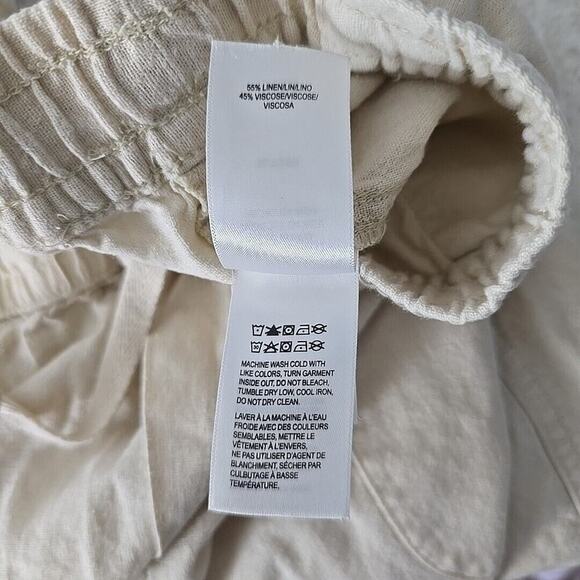 55% LINEN/LIN/LINO
45% VISCOSE/VISCOSE/
VISCOSA
MACHINE WASH COLD WITH
LIKE COLORS, TURN GARMENT
INSIDE OUT, DO NOT BLEACH,
TUMBLE DRY LOW, COOL IRON,
DO NOT DRY CLEAN.
LAVER À LA MACHINE À L'EAU
FROIDE AVEC DES COULEURS
SEMBLABLES, METTRE LE
VÊTEMENT À L'ENVERS,
NE PAS UTILISER D'AGENT DE
BLANCHIMENT, SÉCHER PAR
CULBUTAGE À BASSE
TEMPÉRATURE,